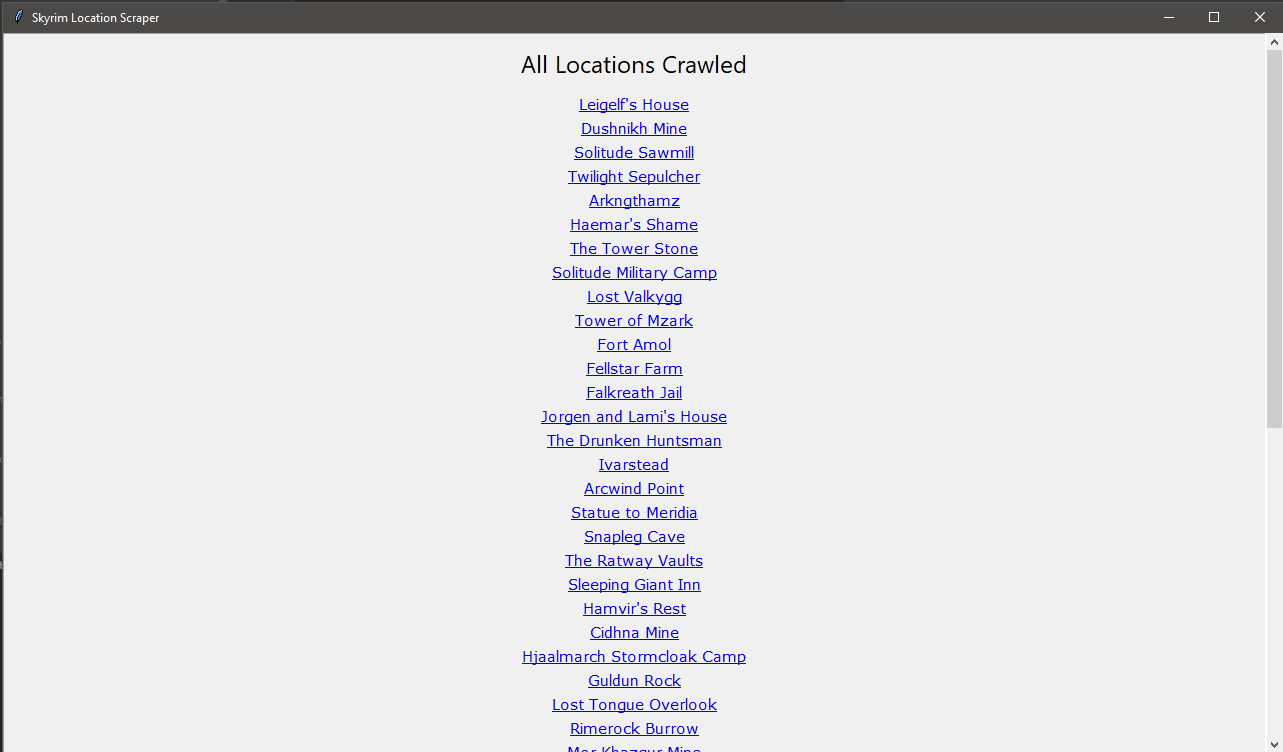 Skyrim Location Scraper
All Locations Crawled
Leigelf's House
Dushnikh Mine
Solitude Sawmill
Twilight Sepulcher
Arkngthamz
Haemar's Shame
The Tower Stone
Solitude Military Camp
Lost Valkygg
Tower of Mzark
Fort Amol
Fellstar Farm
Falkreath Jail
Jorgen and Lami's House
The Drunken Huntsman
Ivarstead
Arcwind Point
Statue to Meridia
Snapleg Cave
The Ratway Vaults
Sleeping Giant Inn
Hamvir's Rest
Cidhna Mine
Hjaalmarch Stormcloak Camp
Guldun Rock
Lost Tongue Overlook
Rimerock Burrow
Mor Khazgur Mine